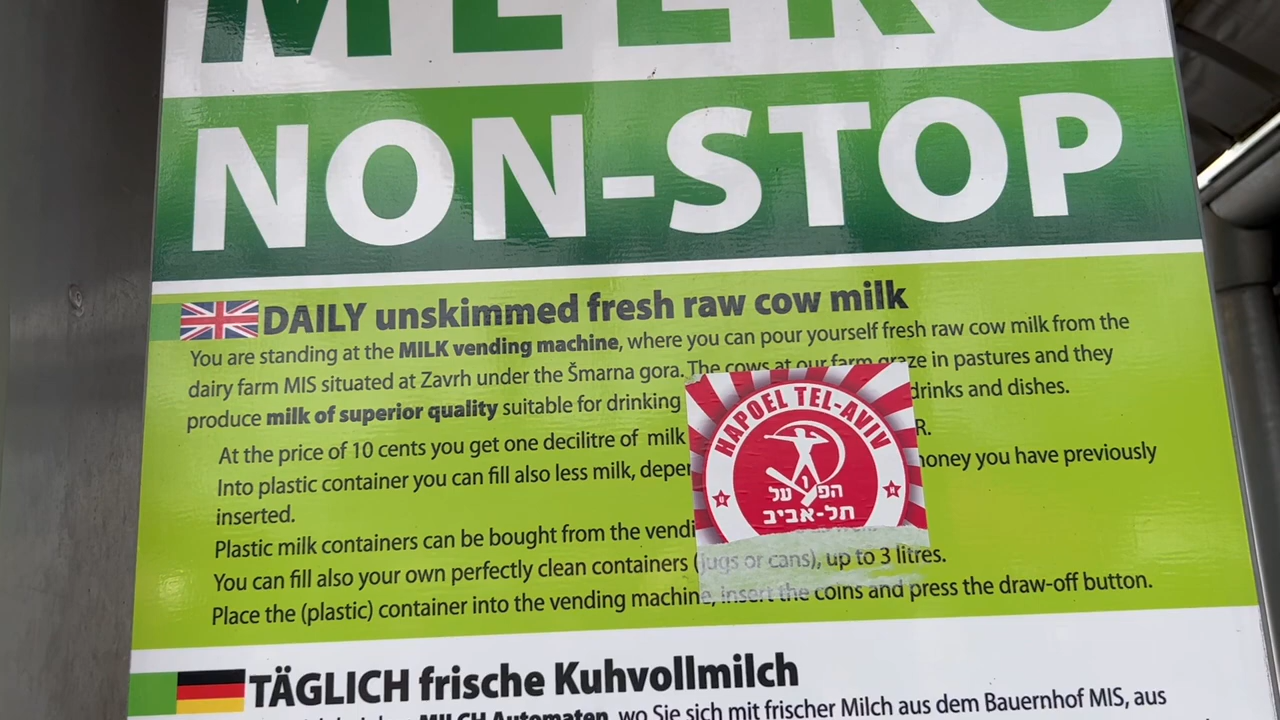 NON-STOP
DAILY unskimmed fresh raw cow milk
You are standing at the MILK vending machine, where you can pour yourself fresh raw cow milk from the
dairy farm MIS situated at Zavrh under the Šmarna gora. The cows at our farm graze in pastures and they
produce milk of superior quality suitable for drinking drinks and dishes.
At the price of 10 cents you get one decilitre of milk
Into plastic container you can fill also less milk, money you have previously
inserted.
Plastic milk containers can be bought from the
You can fill also your own perfectly clean containers (jugs or cans), up to 3 litres.
Place the (plastic) container into the vending machine, insert the coins and press the draw-off button.
HAPOEL TEL-AVIV
הפועל
תל-אביב
TÄGLICH frische Kuhvollmilch
MILCH Automaten, wo Sie sich mit frischer Milch aus dem Bauernhof MIS, aus